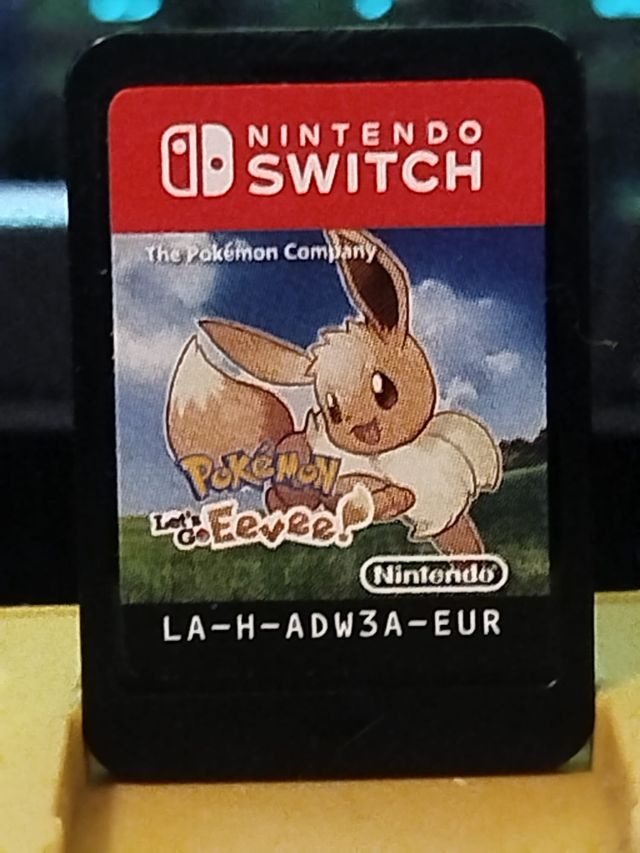 NINTENDO
SWITCH
The Pokémon Company
POKéMON
Let's Go Eevee!
Nintendo
LA-H-ADW3A-EUR